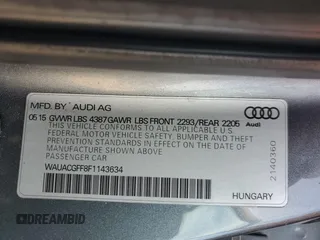 MFD. BY AUDI AG
05.15 GVWR LBS 4387 GAWR LBS FRONT 2293/REAR 2205
THIS VEHICLE CONFORMS TO ALL APPLICABLE U.S.
FEDERAL MOTOR VEHICLE SAFETY, BUMPER, AND
THEFT PREVENTION STANDARDS IN EFFECT ON THE
DATE OF MANUFACTURE SHOWN ABOVE
PASSENGER CAR
WAUACGFF8F1143634
Audi
2140360
HUNGARY
DREAMBID